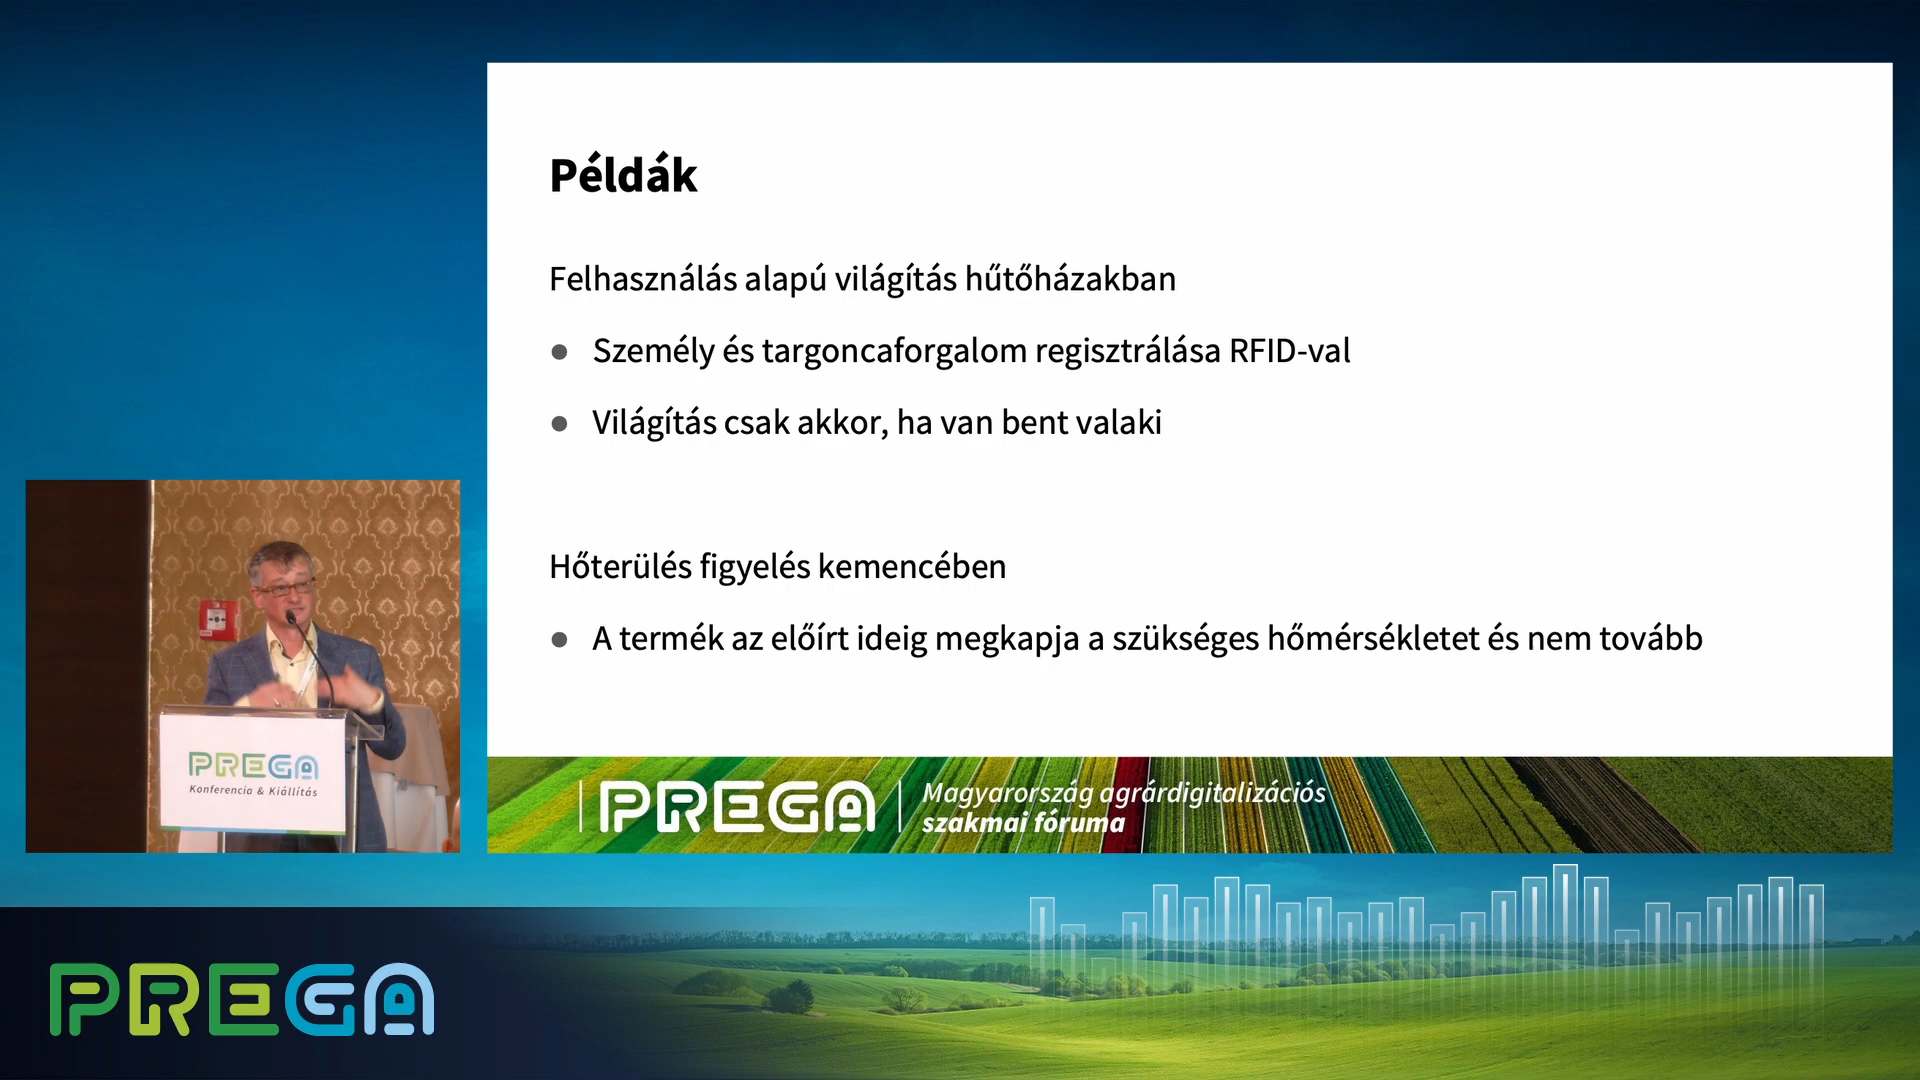 Példák
Felhasználás alapú világítás hűtőházakban
● Személy és targoncaforgalom regisztrálása RFID-val
● Világítás csak akkor, ha van bent valaki
Hőterülés figyelés kemencében
● A termék az előírt ideig megkapja a szükséges hőmérsékletet és nem tovább
PREGA
Konferencia & Kiállítás
PREGA
Magyarország agrárdigitalizációs
szakmai fóruma
PREGA